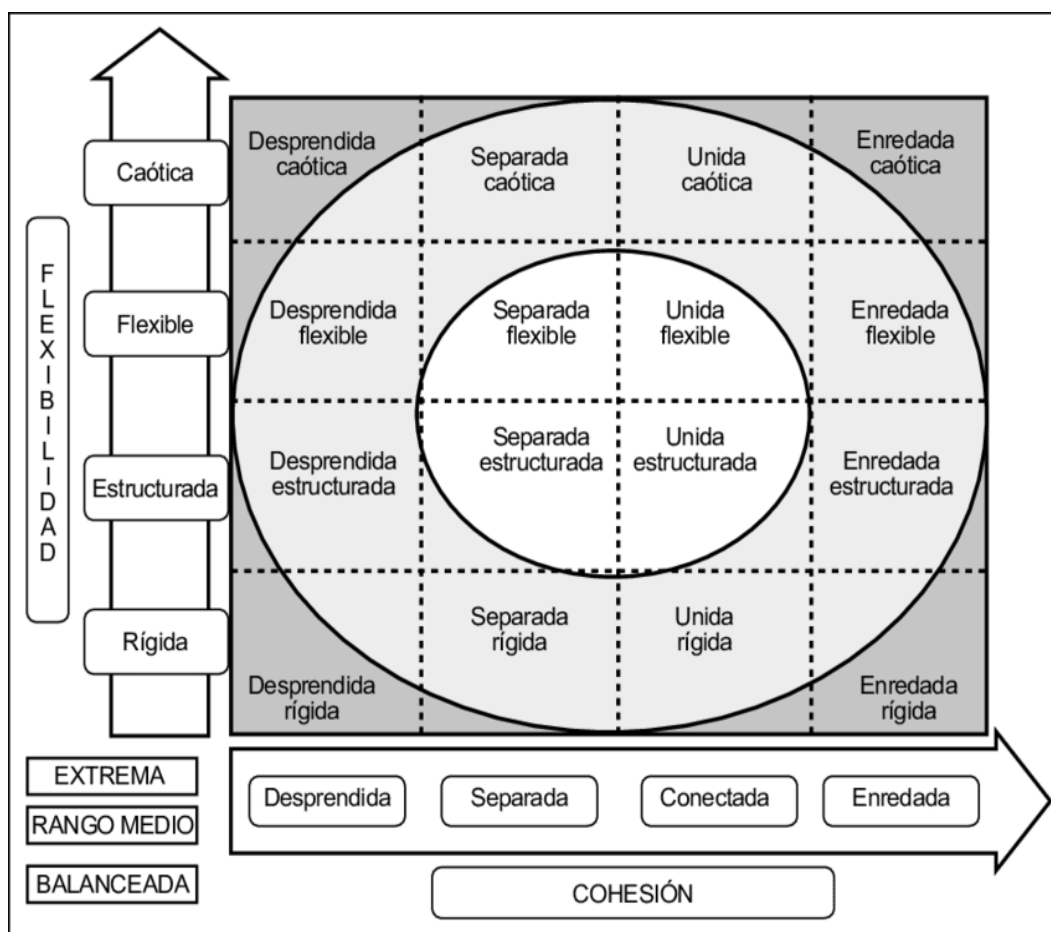 Caótica
Flexible
Estructurada
Rígida
FLEXIBILIDAD
Desprendida
caótica
Separada
caótica
Unida
caótica
Enredada
caótica
Desprendida
flexible
Separada
flexible
Unida
flexible
Enredada
flexible
Desprendida
estructurada
Separada
estructurada
Unida
estructurada
Enredada
estructurada
Desprendida
rígida
Separada
rígida
Unida
rígida
Enredada
rígida
EXTREMA
RANGO MEDIO
BALANCEADA
Desprendida
Separada
Conectada
Enredada
COHESIÓN